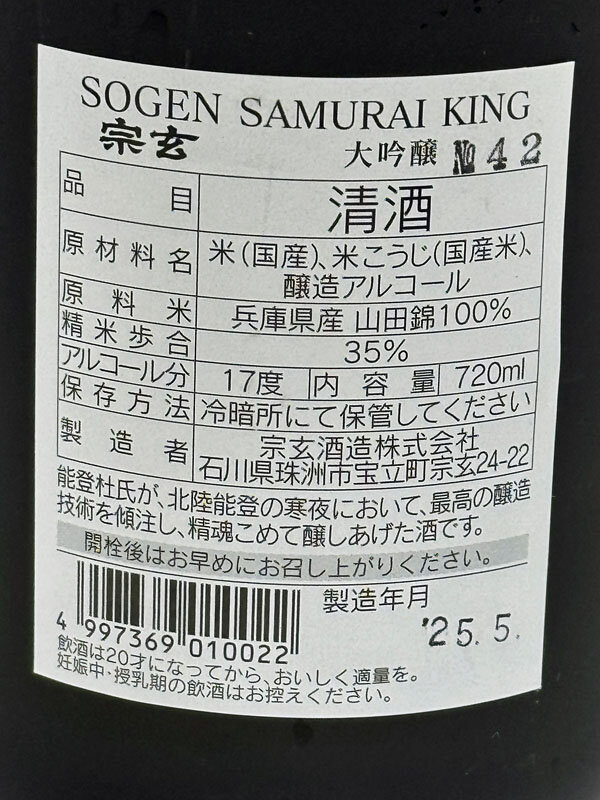 SOGEN SAMURAI KING
宗玄 大吟醸 №42
品目 清酒
原材料名 米(国産)、米こうじ(国産米)、
醸造アルコール
原料米 兵庫県産 山田錦100%
精米歩合 35%
アルコール分 17度 内容量 720ml
保存方法 冷暗所にて保管してください
製造者 宗玄酒造株式会社
石川県珠洲市宝立町宗玄24-22
能登杜氏が、北陸能登の寒夜において、最高の醸造
技術を傾注し、精魂こめて醸しあげた酒です。
開栓後はお早めにお召し上がりください。
製造年月
'25.5.
4 997369 010022
飲酒は20才になってから、おいしく適量を。
妊娠中・授乳期の飲酒はお控えください。